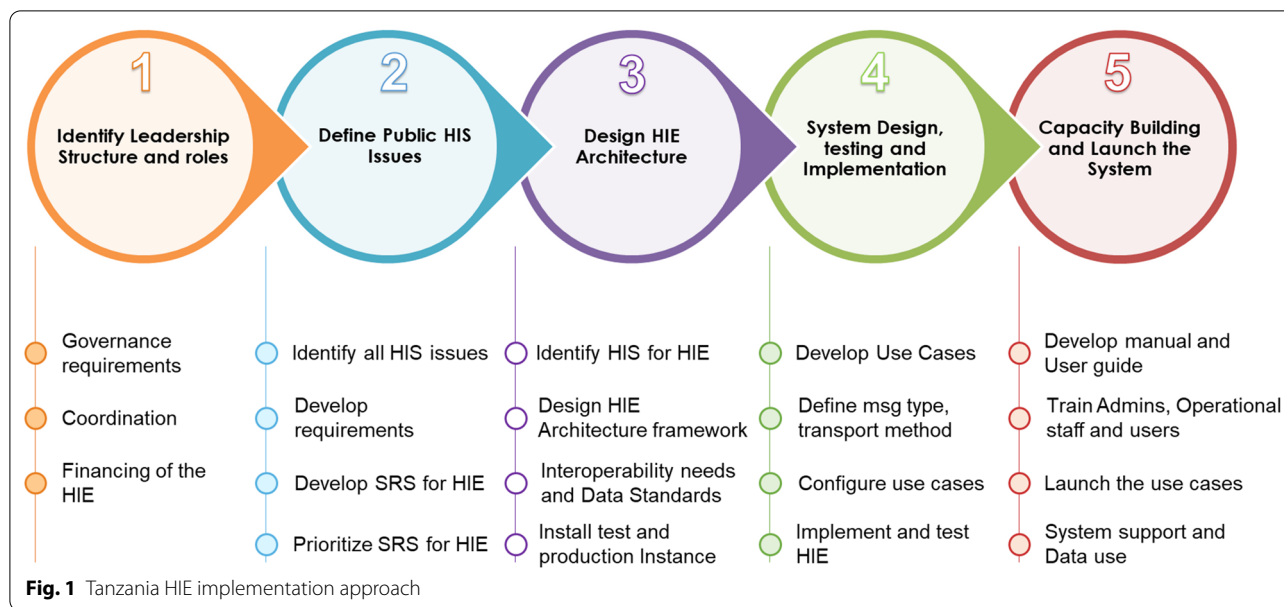 1
Identify Leadership
Structure and roles
2
Define Public HIS
Issues
3
Design HIE
Architecture
4
System Design,
testing and
Implementation
5
Capacity Building
and Launch the
System
Governance
requirements
Coordination
Financing of the
HIE
Identify all HIS issues
Develop
requirements
Develop SRS for HIE
Prioritize SRS for HIE
Identify HIS for HIE
Design HIE
Architecture framework
Interoperability needs
and Data Standards
Install test and
production Instance
Develop Use Cases
Define msg type,
transport method
Configure use cases
Implement and test
HIE
Develop manual and
User guide
Train Admins, Operational
staff and users
Launch the use cases
System support and
Data use
Fig. 1 Tanzania HIE implementation approach